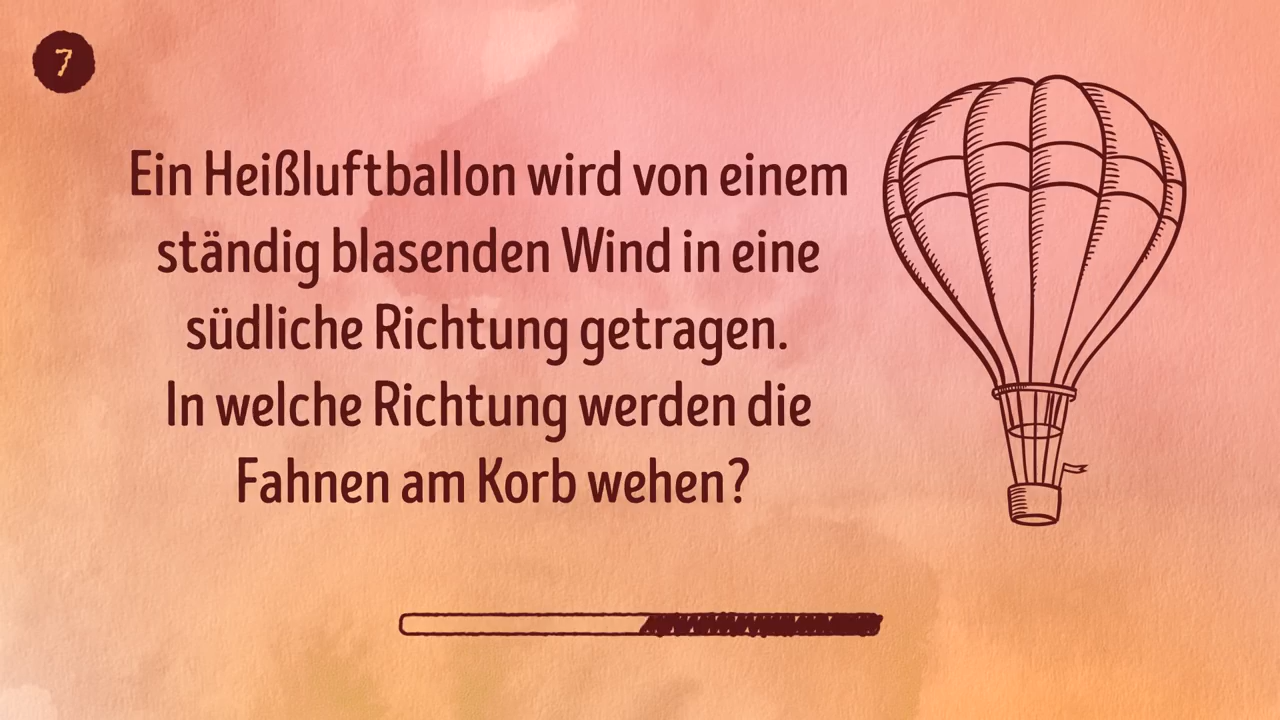 7
Ein Heißluftballon wird von einem
ständig blasenden Wind in eine
südliche Richtung getragen.
In welche Richtung werden die
Fahnen am Korb wehen?